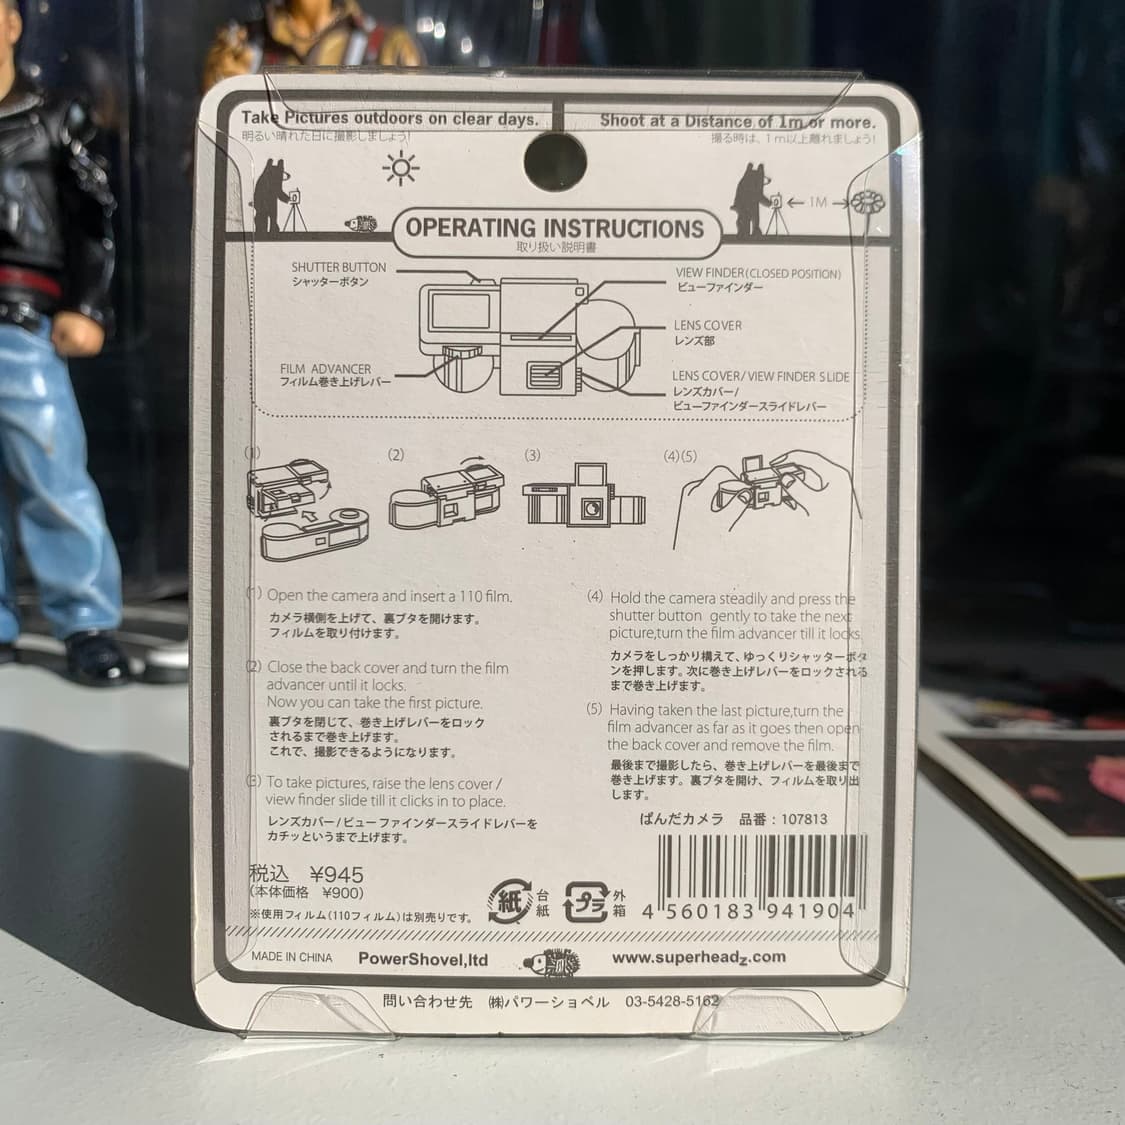 Take Pictures outdoors on clear days.
明るい晴れた日に撮影しましょう!
Shoot at a Distance of 1m or more.
撮る時は、1m以上離れましょう!
1M
OPERATING INSTRUCTIONS
取り扱い説明書
SHUTTER BUTTON
シャッターボタン
FILM ADVANCER
フィルム巻き上げレバー
VIEW FINDER(CLOSED POSITION)
ビューファインダー
LENS COVER
レンズ部
LENS COVER/VIEW FINDER SLIDE
レンズカバー/
ビューファインダースライドレバー
(1)
(2)
(3)
(4)(5)
(1) Open the camera and insert a 110 film.
カメラ横側を上げて、裏ブタを開けます。
フィルムを取り付けます。
(2) Close the back cover and turn the film
advancer until it locks.
Now you can take the first picture.
裏ブタを閉じて、巻き上げレバーをロック
されるまで巻き上げます。
これで、撮影できるようになります。
(3) To take pictures, raise the lens cover/
view finder slide till it clicks in to place.
レンズカバー/ビューファインダースライドレバーを
カチッというまで上げます。
(4) Hold the camera steadily and press the
shutter button gently to take the next
picture,turn the film advancer till it locks.
カメラをしっかり構えて、ゆっくりシャッターボタ
ンを押します。次に巻き上げレバーをロックされる
まで巻き上げます。
(5) Having taken the last picture,turn the
film advancer as far as it goes then open
the back cover and remove the film.
最後まで撮影したら、巻き上げレバーを最後まで
巻き上げます。裏ブタを開け、フィルムを取り出
します。
ぱんだカメラ 品番:107813
税込 ¥945
(本体価格 ¥900)
※使用フィルム(110フィルム)は別売りです。
紙 台紙
プラ 外箱
4 560183 941904
MADE IN CHINA
PowerShovel,ltd
www.superheadz.com
問い合わせ先 ㈱パワーショベル 03-5428-5162